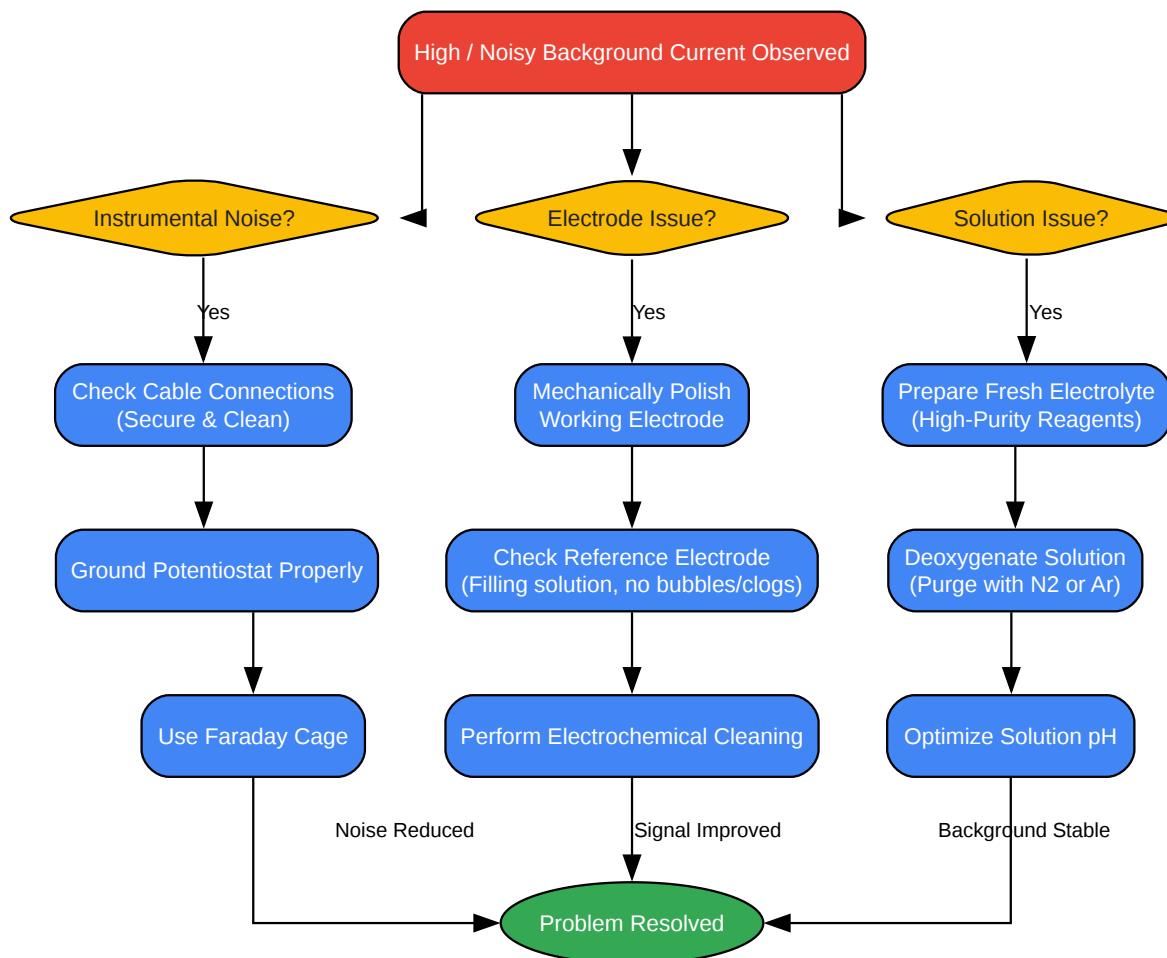 High / Noisy Background Current Observed
Instrumental Noise?
Electrode Issue?
Solution Issue?
Yes
Yes
Yes
Check Cable Connections
(Secure & Clean)
Mechanically Polish
Working Electrode
Prepare Fresh Electrolyte
(High-Purity Reagents)
Ground Potentiostat Properly
Check Reference Electrode
(Filling solution, no bubbles/clogs)
Deoxygenate Solution
(Purge with N2 or Ar)
Use Faraday Cage
Perform Electrochemical Cleaning
Optimize Solution pH
Noise Reduced
Signal Improved
Background Stable
Problem Resolved